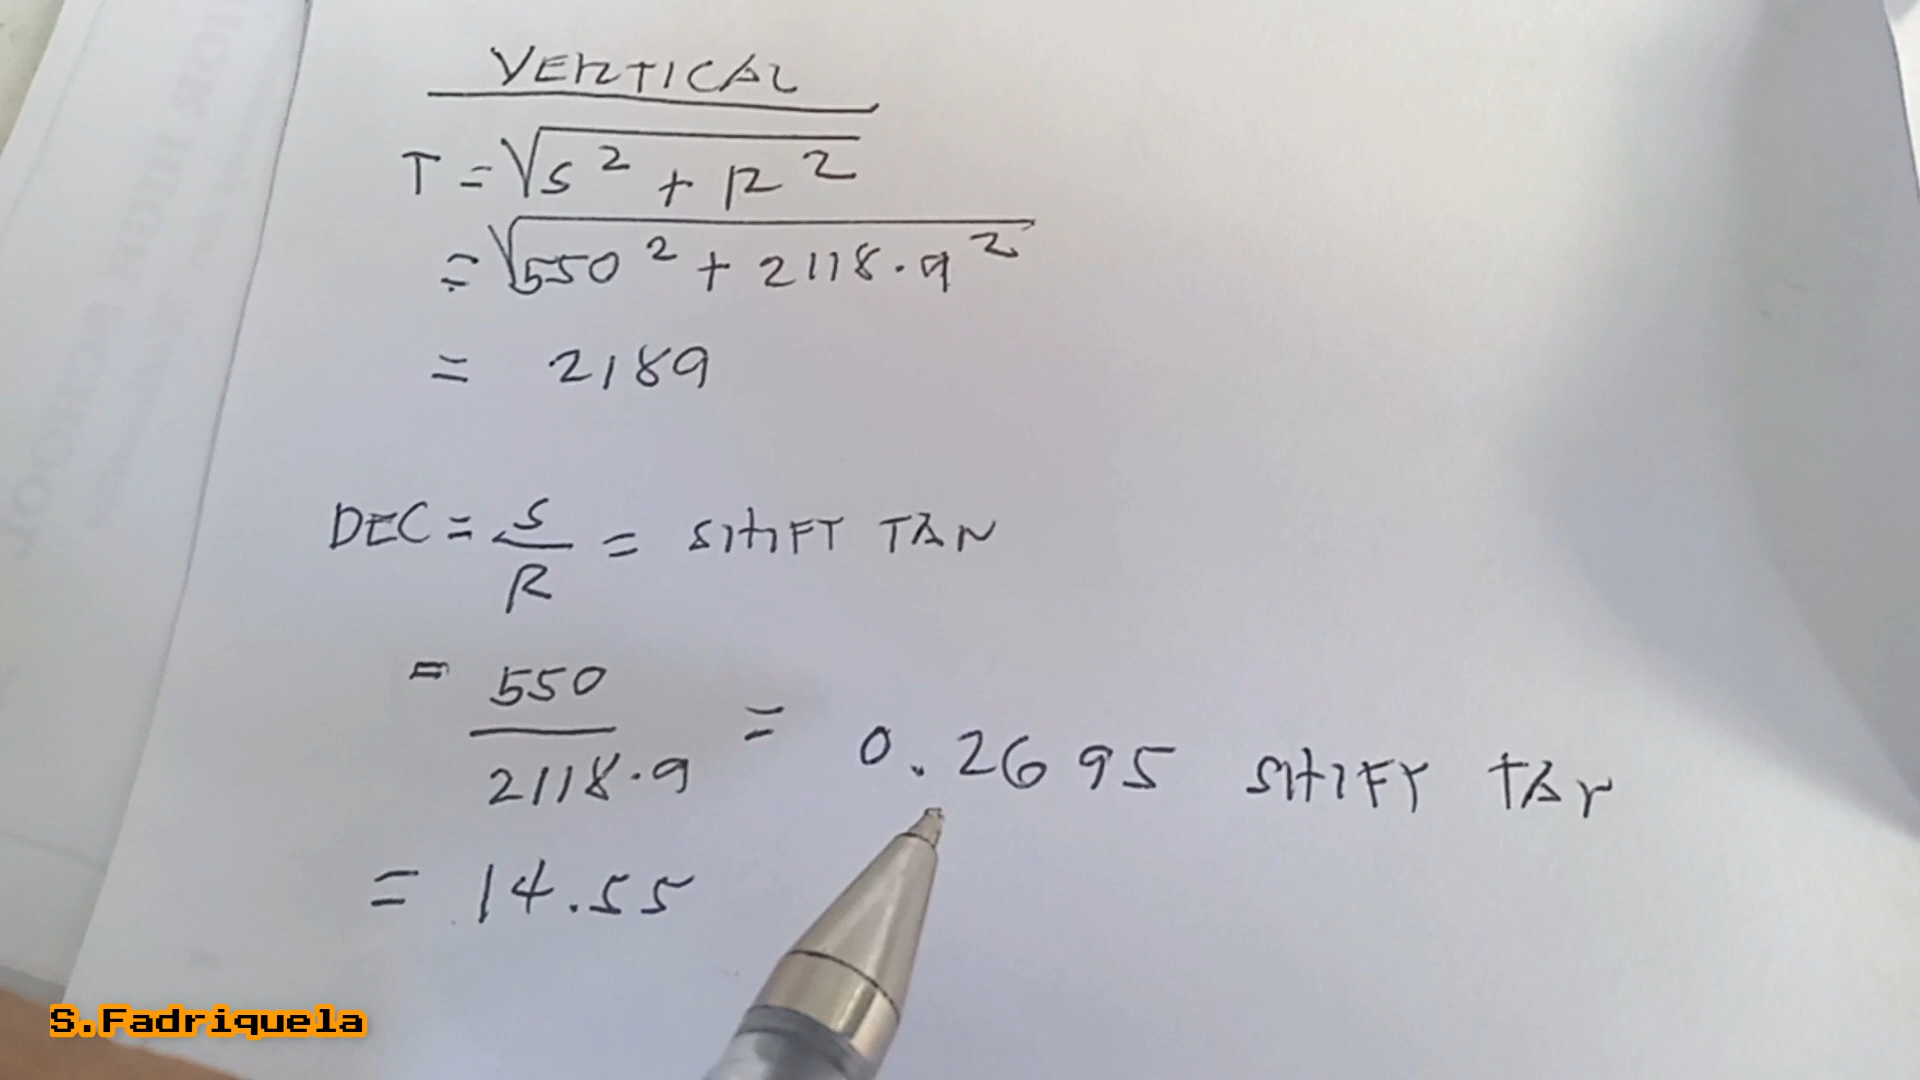 VERTICAL
T = √S² + R²
= √550² + 2118.9²
= 2189
DEC = S/R = SHIFT TAN
= 550/2118.9 = 0.2695 SHIFT TAN
= 14.55
S.Fadriquela